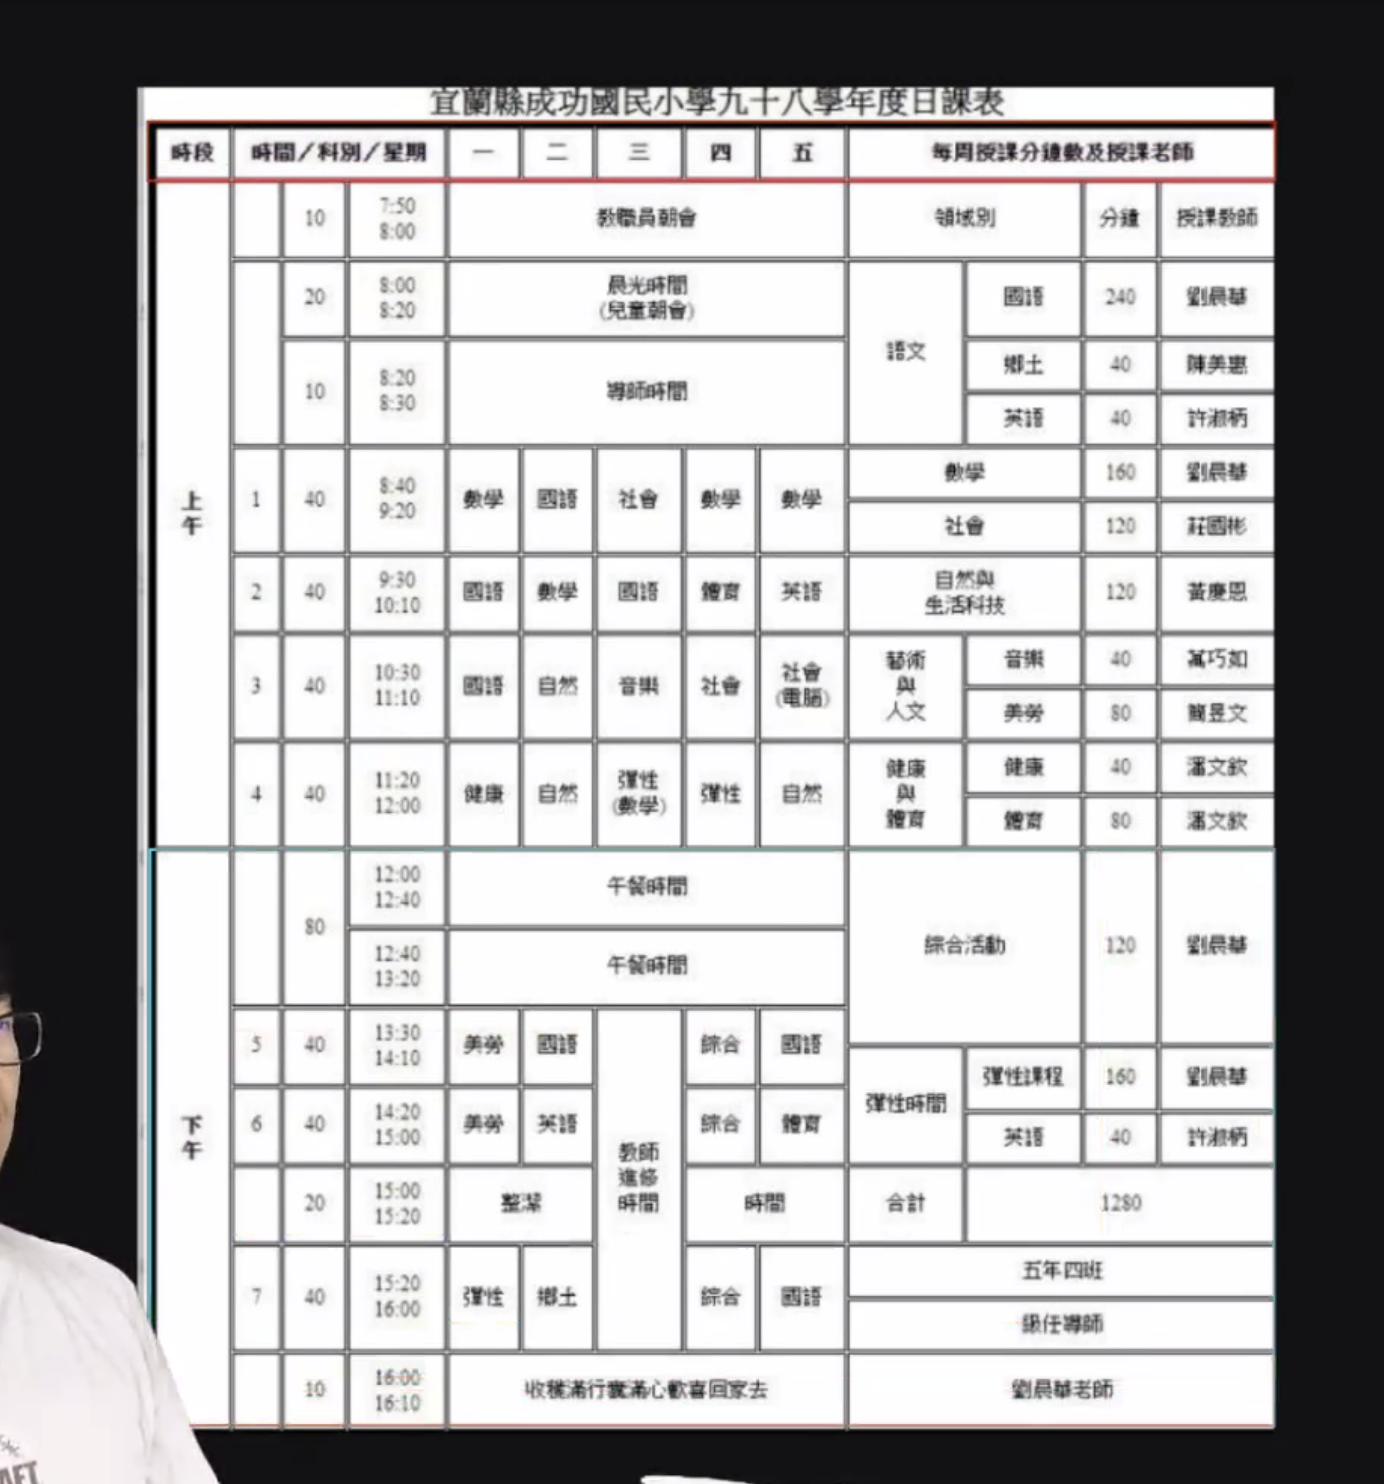 宜蘭縣成功國民小學九十八學年度日課表
時段 時間/科別/星期 一 二 三 四 五 每周授課分鐘數及授課老師
上
午
10
7:50
8:00
教職員朝會
領域別 分鐘 授課教師
20
8:00
8:20
晨光時間
(兒童朝會)
語文
國語 240 劉晨華
10
8:20
8:30
導師時間
鄉土 40 陳美惠
英語 40 許淑柄
1 40
8:40
9:20
數學 國語 社會 數學 數學
數學 160 劉晨華
社會 120 莊國彬
2 40
9:30
10:10
國語 數學 國語 體育 英語
自然與
生活科技
120 黃慶恩
3 40
10:30
11:10
國語 自然 音樂 社會
社會
(電腦)
藝術
與
人文
音樂 40 萬巧如
美勞 80 簡昱文
4 40
11:20
12:00
健康 自然
彈性
(數學)
彈性 自然
健康
與
體育
健康 40 潘文欽
體育 80 潘文欽
下
午
80
12:00
12:40
午餐時間
12:40
13:20
午餐時間
綜合活動 120 劉晨華
5 40
13:30
14:10
美勞 國語
教師
進修
時間
綜合 國語
彈性時間
彈性課程 160 劉晨華
6 40
14:20
15:00
美勞 英語 綜合 體育
英語 40 許淑柄
20
15:00
15:20
整潔 時間
合計 1280
7 40
15:20
16:00
彈性 鄉土 綜合 國語
五年四班
級任導師
10
16:00
16:10
收穫滿行囊滿心歡喜回家去
劉晨華老師